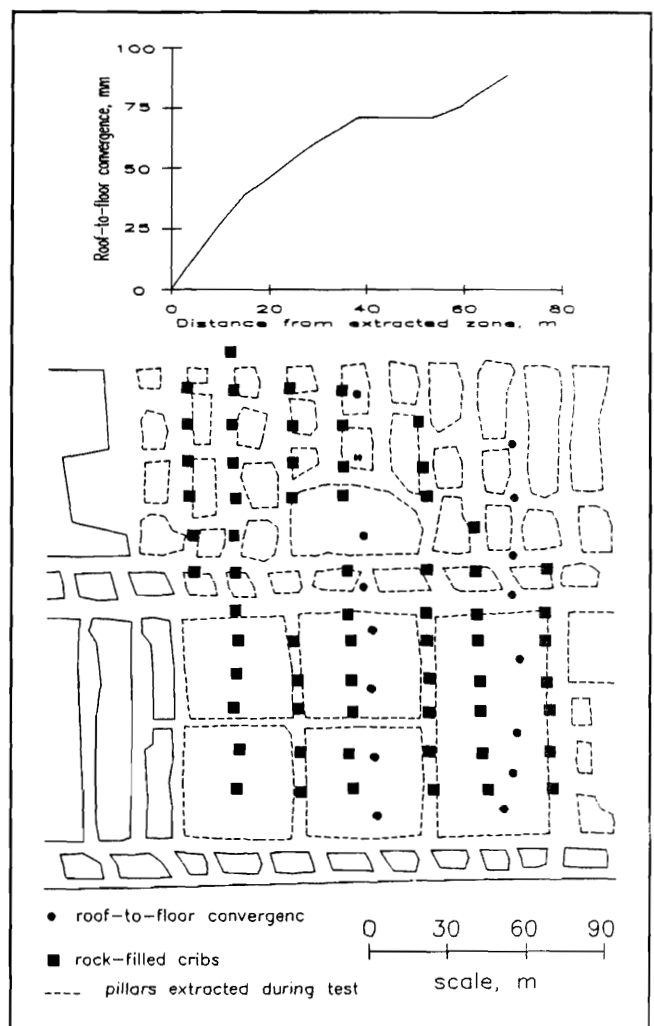 100
75
50
25
0
Roof-to-floor convergence, mm
0 20 40 60 80
Distance from extracted zone, m
roof-to-floor convergenc
rock-filled cribs
pillars extracted during test
0 30 60 90
scale, m